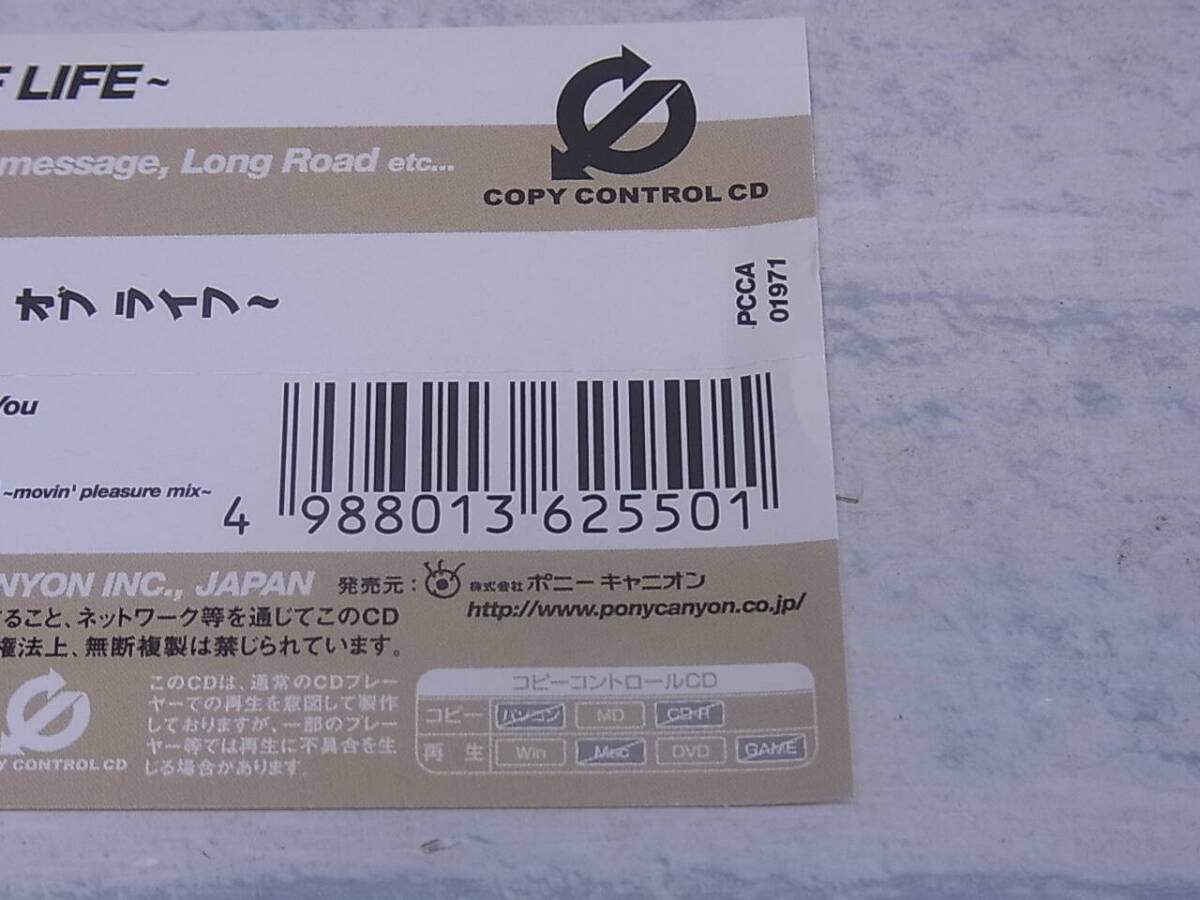 F LIFE~
message, Long Road etc...
COPY CONTROL CD
オブ ライフ~
PCCA
01971
You
~movin' pleasure mix~
4 988013 625501
NYON INC., JAPAN 発売元: 株式会社 ポニーキャニオン
http://www.ponycanyon.co.jp/
すること、ネットワーク等を通じてこのCD
権法上、無断複製は禁じられています。
このCDは、通常のCDプレー
ヤーでの再生を意図して製作
しておりますが、一部のプレー
ヤー等では再生に不具合を生
じる場合があります。
Y CONTROL CD
コピーコントロールCD
コピー パソコン MD CD-R
再生 Win Mac DVD GAME